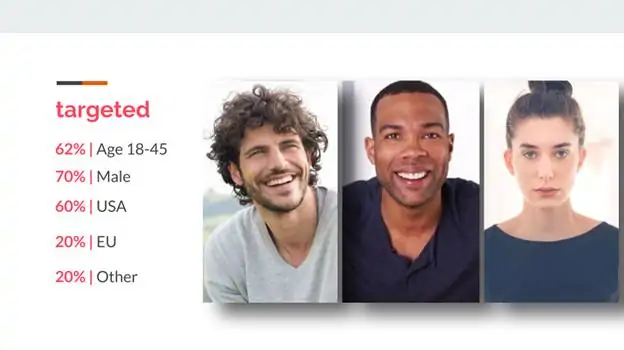 targeted
62% | Age 18-45
70% | Male
60% | USA
20% | EU
20% | Other